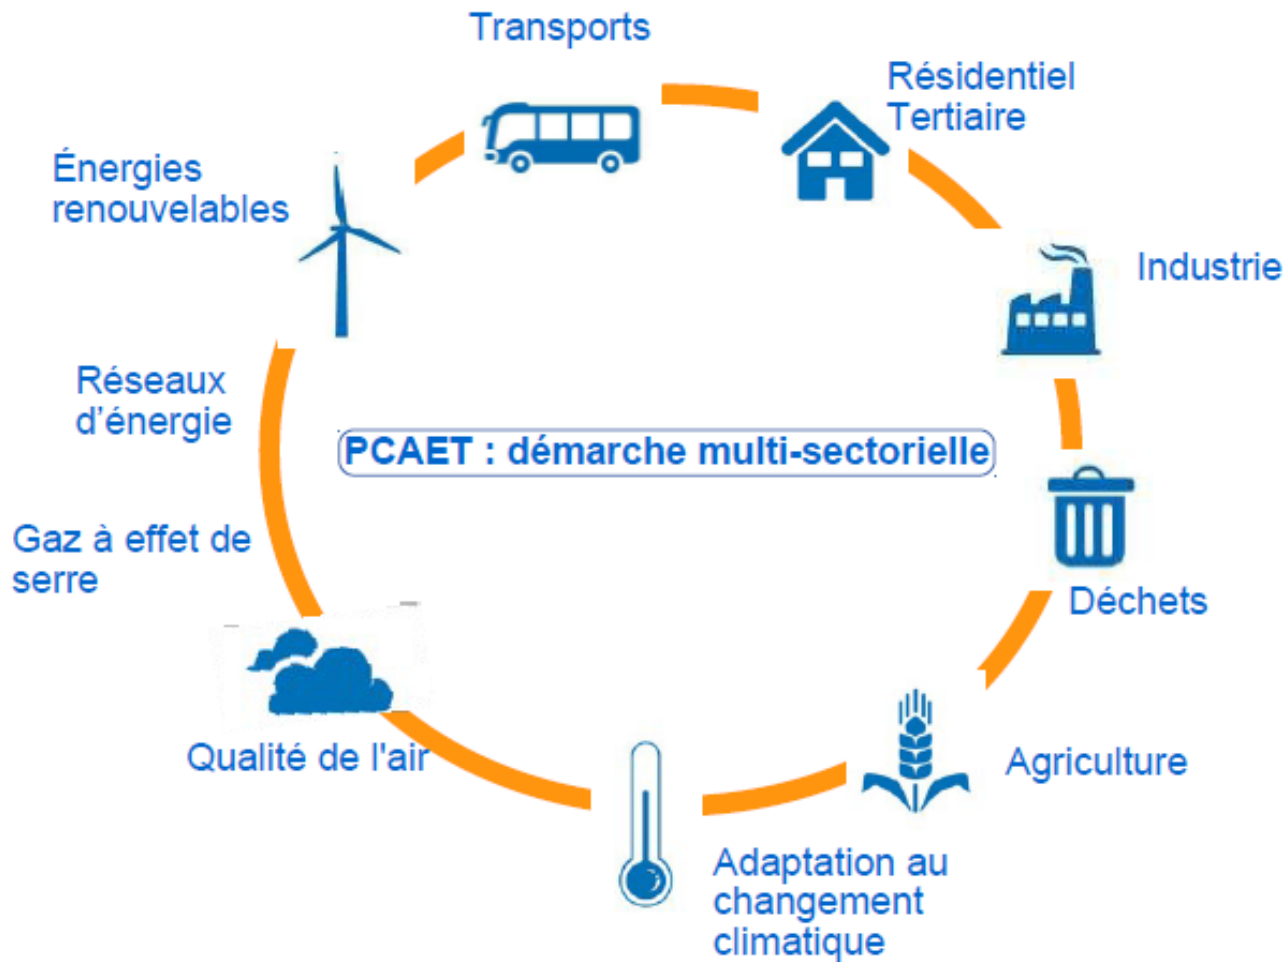 Transports
Résidentiel
Tertiaire
Énergies
renouvelables
Industrie
Réseaux
d'énergie
PCAET : démarche multi-sectorielle
Gaz à effet de
serre
Déchets
Qualité de l'air
Agriculture
Adaptation au
changement
climatique